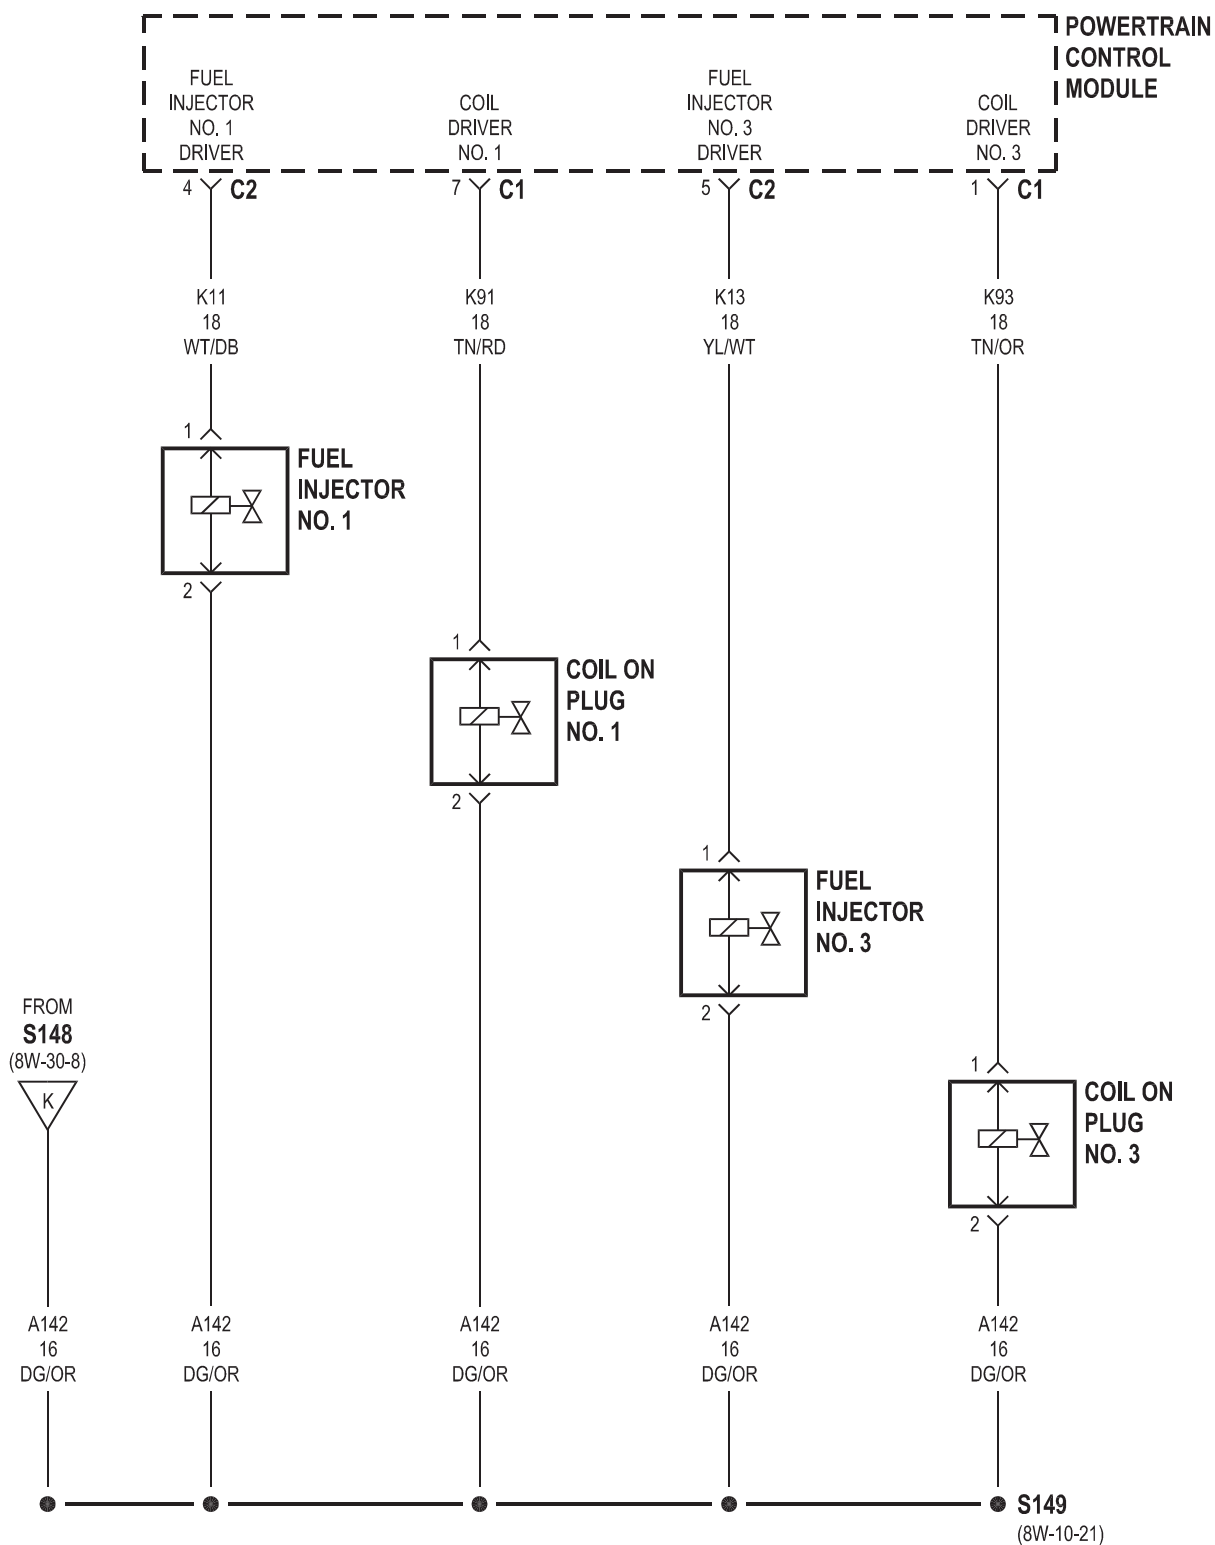 POWERTRAIN
CONTROL
MODULE
FUEL
INJECTOR
NO. 1
DRIVER
COIL
DRIVER
NO. 1
FUEL
INJECTOR
NO. 3
DRIVER
COIL
DRIVER
NO. 3
4
C2
7
C1
5
C2
1
C1
K11
18
WT/DB
K91
18
TN/RD
K13
18
YL/WT
K93
18
TN/OR
1
FUEL
INJECTOR
NO. 1
2
1
COIL ON
PLUG
NO. 1
2
1
FUEL
INJECTOR
NO. 3
2
FROM
S148
(8W-30-8)
K
1
COIL ON
PLUG
NO. 3
2
A142
16
DG/OR
A142
16
DG/OR
A142
16
DG/OR
A142
16
DG/OR
A142
16
DG/OR
S149
(8W-10-21)